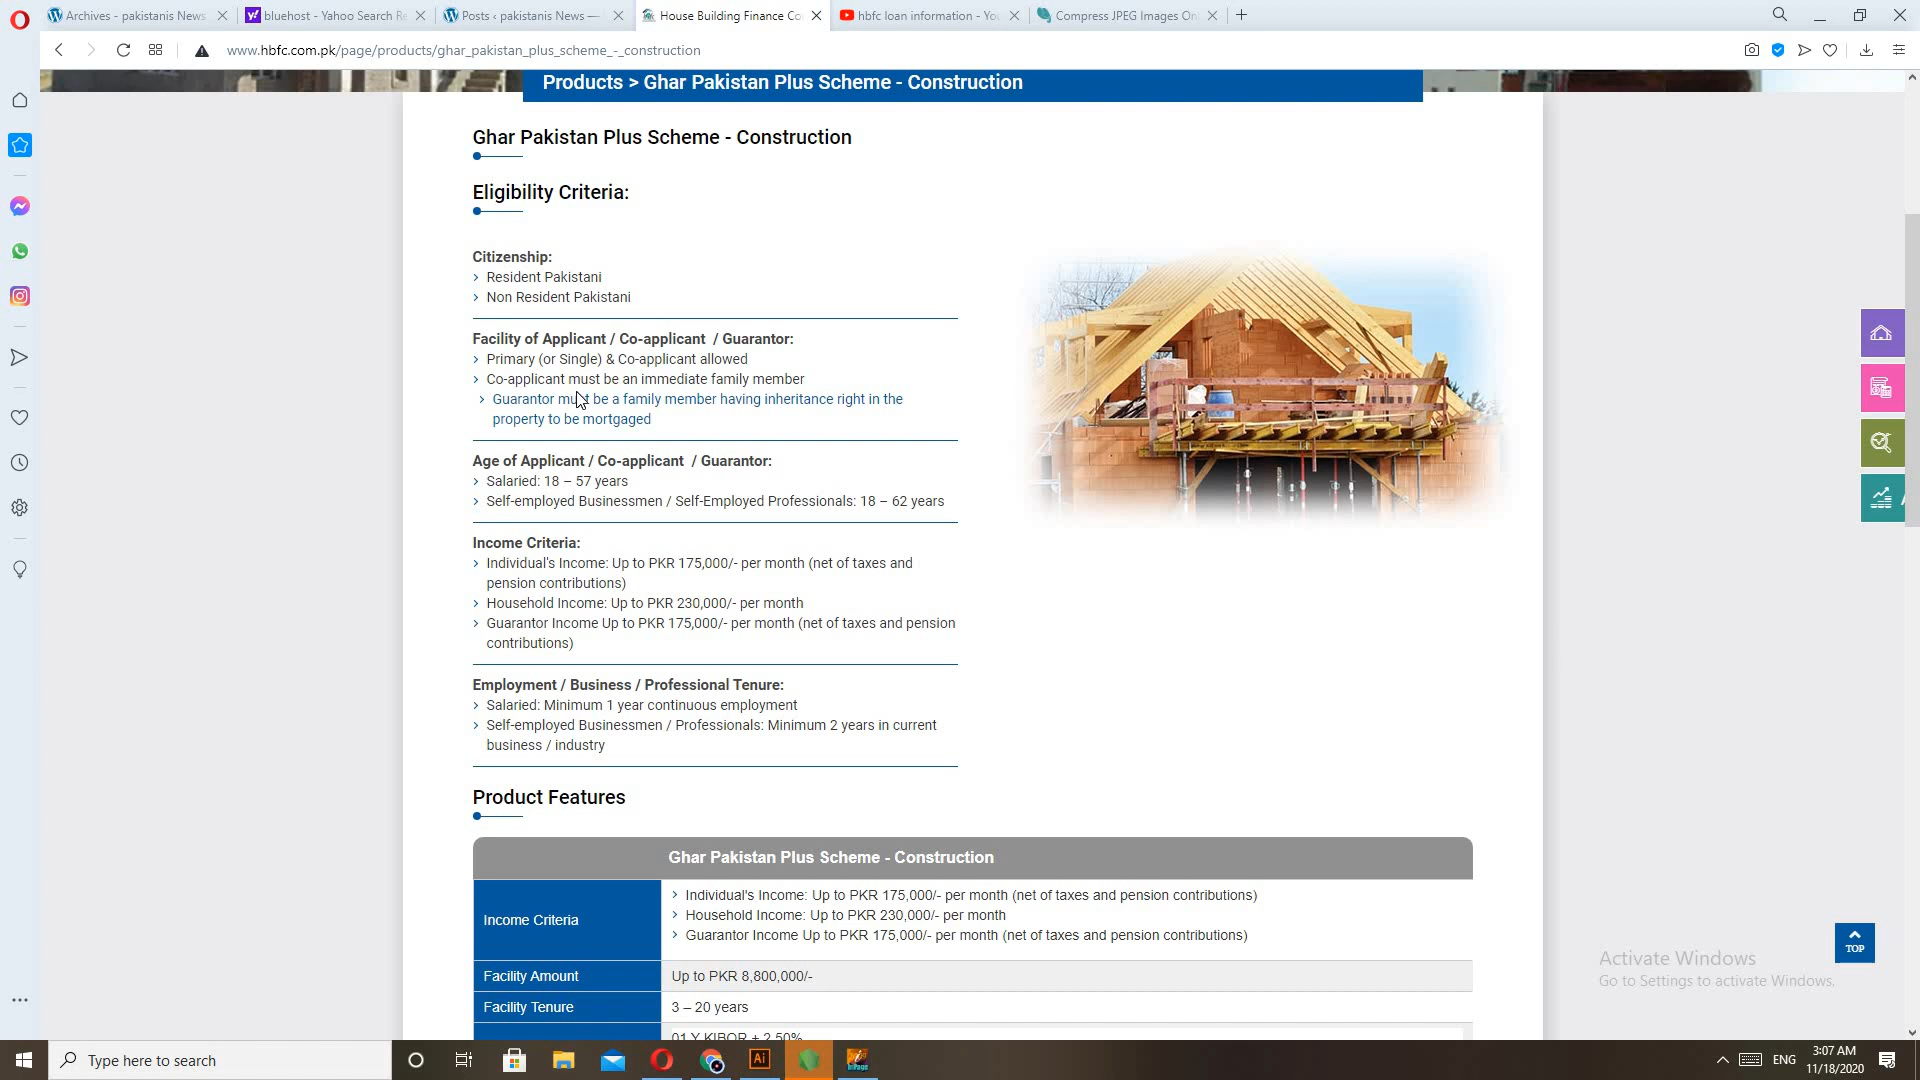 Archives - pakistanis News
bluehost - Yahoo Search Re
Posts ‹ pakistanis News —
House Building Finance Co
hbfc loan information - You
Compress JPEG Images On
www.hbfc.com.pk/page/products/ghar_pakistan_plus_scheme_-_construction
Products > Ghar Pakistan Plus Scheme - Construction
Ghar Pakistan Plus Scheme - Construction
Eligibility Criteria:
Citizenship:
Resident Pakistani
Non Resident Pakistani
Facility of Applicant / Co-applicant / Guarantor:
Primary (or Single) & Co-applicant allowed
Co-applicant must be an immediate family member
Guarantor must be a family member having inheritance right in the
property to be mortgaged
Age of Applicant / Co-applicant / Guarantor:
Salaried: 18 – 57 years
Self-employed Businessmen / Self-Employed Professionals: 18 – 62 years
Income Criteria:
Individual's Income: Up to PKR 175,000/- per month (net of taxes and
pension contributions)
Household Income: Up to PKR 230,000/- per month
Guarantor Income Up to PKR 175,000/- per month (net of taxes and pension
contributions)
Employment / Business / Professional Tenure:
Salaried: Minimum 1 year continuous employment
Self-employed Businessmen / Professionals: Minimum 2 years in current
business / industry
Product Features
Ghar Pakistan Plus Scheme - Construction
Income Criteria
Individual's Income: Up to PKR 175,000/- per month (net of taxes and pension contributions)
Household Income: Up to PKR 230,000/- per month
Guarantor Income Up to PKR 175,000/- per month (net of taxes and pension contributions)
Facility Amount
Up to PKR 8,800,000/-
Facility Tenure
3 – 20 years
01 Y KIBOR + 2.50%
TOP
Activate Windows
Go to Settings to activate Windows.
Type here to search
Ai
InPage
ENG
3:07 AM
11/18/2020